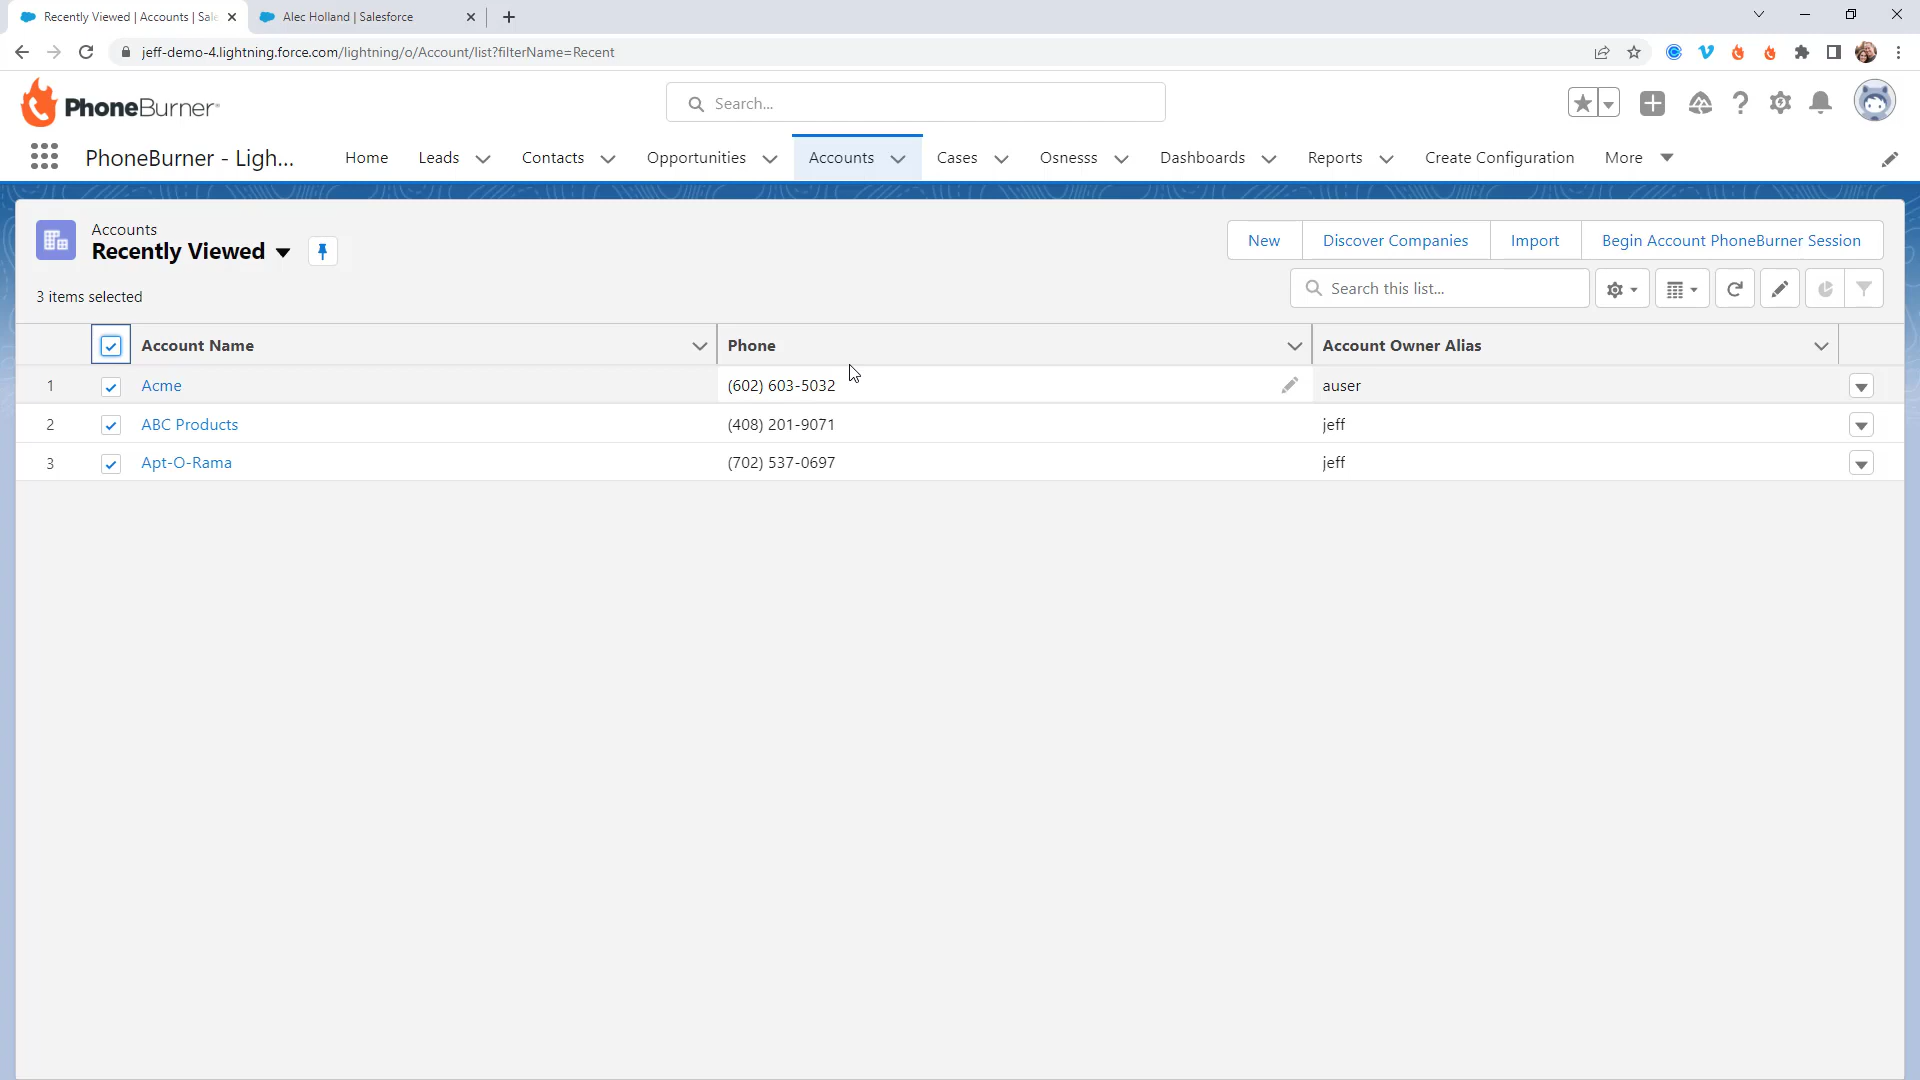 Recently Viewed | Accounts | Sale
Alec Holland | Salesforce
jeff-demo-4.lightning.force.com/lightning/o/Account/list?filterName=Recent
PhoneBurner
Search...
PhoneBurner - Ligh...
Home
Leads
Contacts
Opportunities
Accounts
Cases
Osnesss
Dashboards
Reports
Create Configuration
More
Accounts
Recently Viewed
New
Discover Companies
Import
Begin Account PhoneBurner Session
3 items selected
Search this list...
Account Name
Phone
Account Owner Alias
1 Acme (602) 603-5032 auser
2 ABC Products (408) 201-9071 jeff
3 Apt-O-Rama (702) 537-0697 jeff